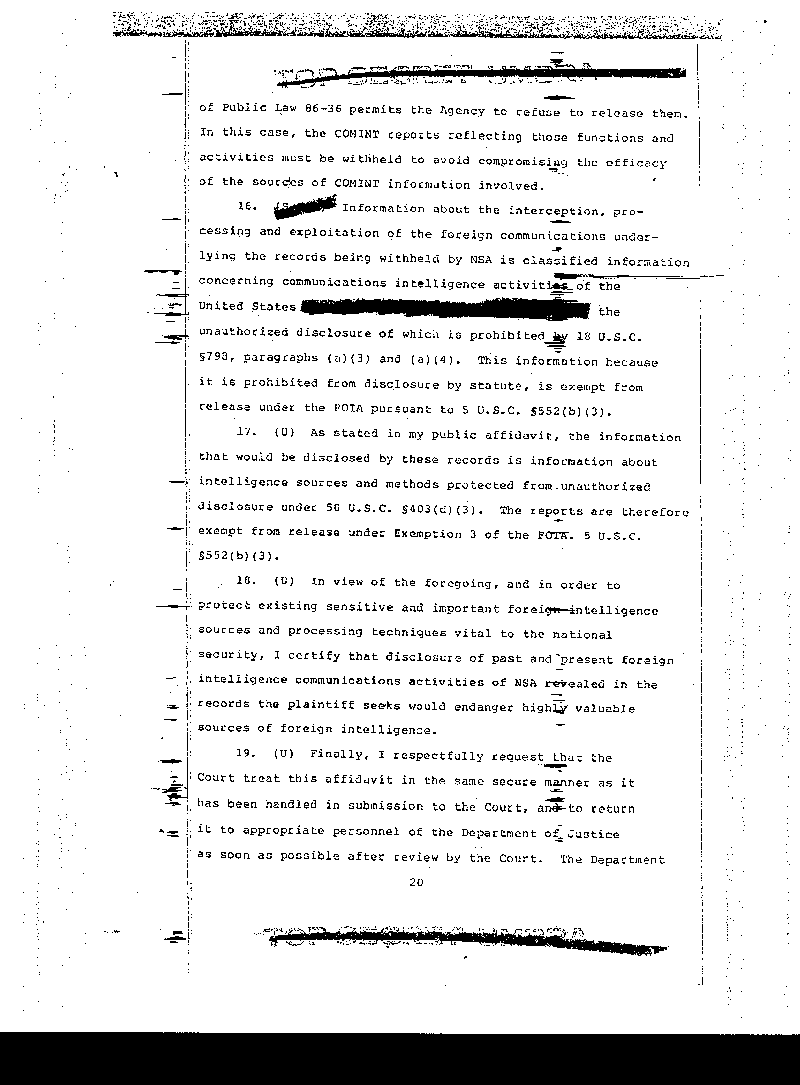 TOP SECRET UMBRA
of Public Law 86-36 permits the Agency to refuse to release them.
In this case, the COMINT reports reflecting those functions and
activities must be withheld to avoid compromising the efficacy
of the sources of COMINT information involved.
16. Information about the interception, pro-
cessing and exploitation of the foreign communications under-
lying the records being withheld by NSA is classified information
concerning communications intelligence activities of the
United States the
unauthorized disclosure of which is prohibited by 18 U.S.C.
§798, paragraphs (a)(3) and (a)(4). This information because
it is prohibited from disclosure by statute, is exempt from
release under the FOIA pursuant to 5 U.S.C. §552(b)(3).
17. (U) As stated in my public affidavit, the information
that would be disclosed by these records is information about
intelligence sources and methods protected from unauthorized
disclosure under 50 U.S.C. §403(d)(3). The reports are therefore
exempt from release under Exemption 3 of the FOIA. 5 U.S.C.
§552(b)(3).
18. (U) In view of the foregoing, and in order to
protect existing sensitive and important foreign intelligence
sources and processing techniques vital to the national
security, I certify that disclosure of past and present foreign
intelligence communications activities of NSA revealed in the
records the plaintiff seeks would endanger highly valuable
sources of foreign intelligence.
19. (U) Finally, I respectfully request that the
Court treat this affidavit in the same secure manner as it
has been handled in submission to the Court, and to return
it to appropriate personnel of the Department of Justice
as soon as possible after review by the Court. The Department
20
TOP SECRET UMBRA